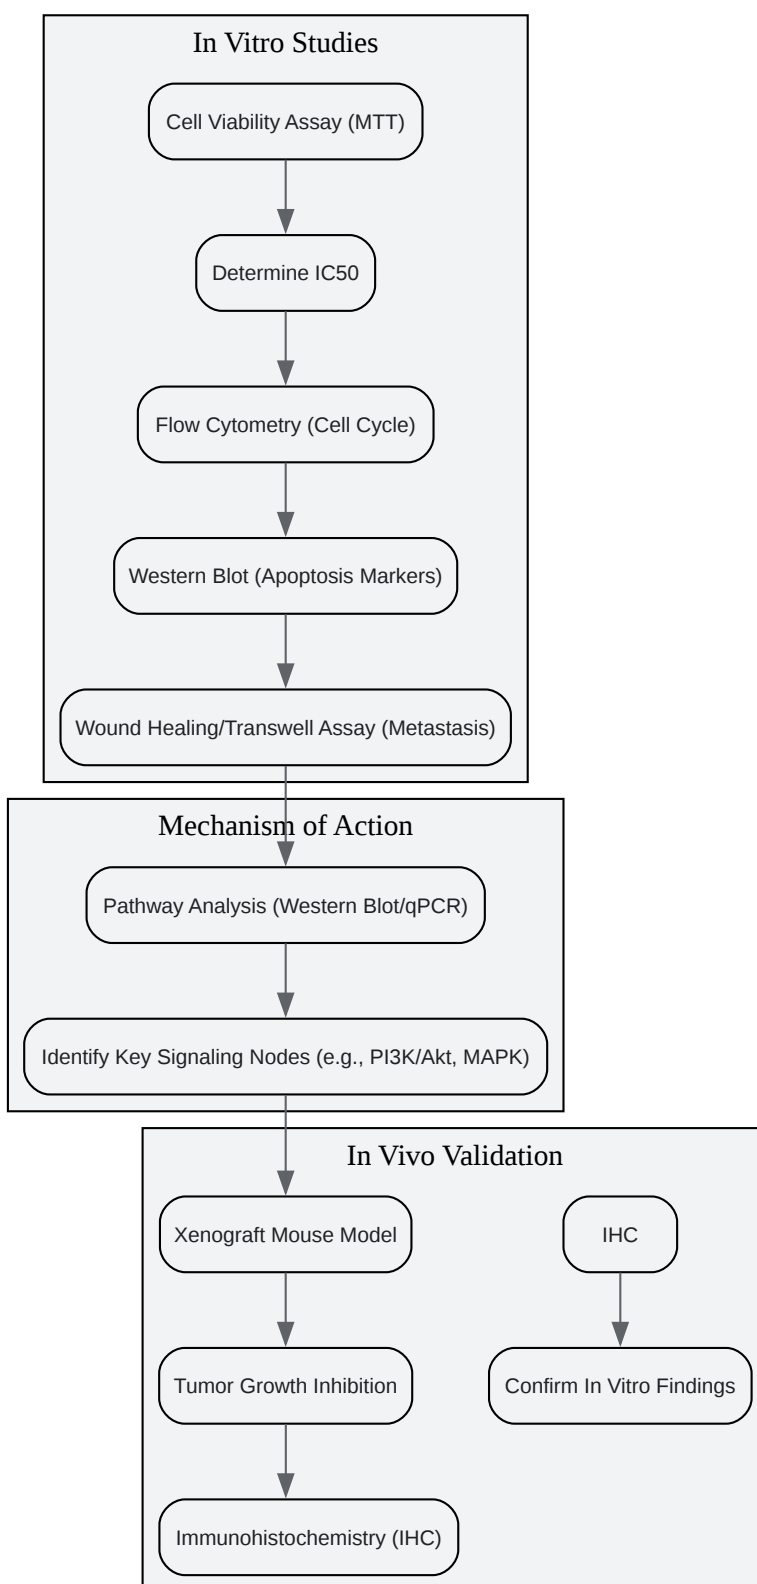 In Vitro Studies
Cell Viability Assay (MTT)
Determine IC50
Flow Cytometry (Cell Cycle)
Western Blot (Apoptosis Markers)
Wound Healing/Transwell Assay (Metastasis)
Mechanism of Action
Pathway Analysis (Western Blot/qPCR)
Identify Key Signaling Nodes (e.g., PI3K/Akt, MAPK)
In Vivo Validation
Xenograft Mouse Model
IHC
Tumor Growth Inhibition
Confirm In Vitro Findings
Immunohistochemistry (IHC)